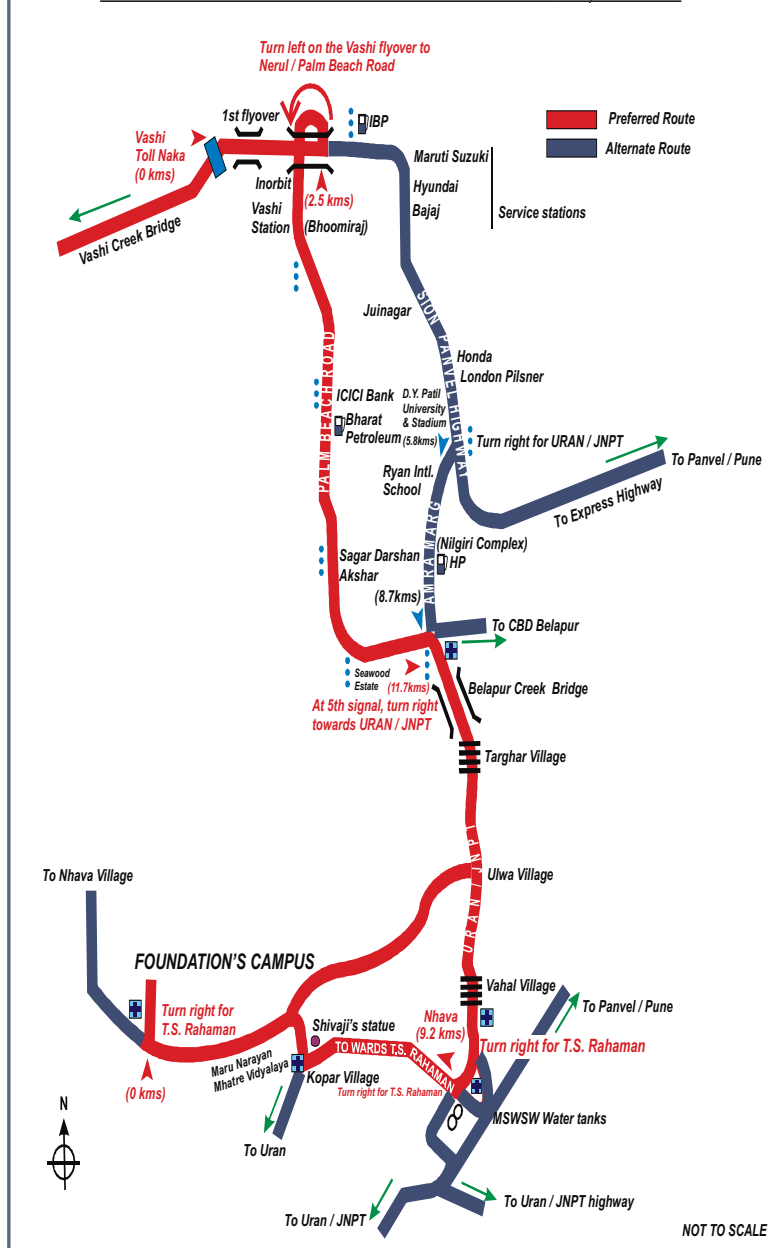 Turn left on the Vashi flyover to
Nerul / Palm Beach Road
1st flyover
IBP
Preferred Route
Alternate Route
Vashi
Toll Naka
(0 kms)
Maruti Suzuki
Hyundai
Bajaj
Service stations
Inorbit
(2.5 kms)
Vashi
Station
(Bhoomiraj)
Vashi Creek Bridge
SION PANVEL HIGHWAY
Juinagar
Honda
London Pilsner
PALM BEACH ROAD
ICICI Bank
Bharat
Petroleum
D.Y. Patil
University
& Stadium
(5.8kms)
Turn right for URAN / JNPT
To Panvel / Pune
To Express Highway
Ryan Intl.
School
AMRA MARG
(Nilgiri Complex)
HP
Sagar Darshan
Akshar
(8.7kms)
To CBD Belapur
Seawood
Estate
(11.7kms)
Belapur Creek Bridge
At 5th signal, turn right
towards URAN / JNPT
Targhar Village
URAN / JNPT
Ulwa Village
To Nhava Village
FOUNDATION'S CAMPUS
Turn right for
T.S. Rahaman
Vahal Village
Nhava
(9.2 kms)
To Panvel / Pune
Turn right for T.S. Rahaman
Shivaji's statue
TO WARDS T.S. RAHAMAN
Maru Narayan
Mhatre Vidyalaya
Kopar Village
Turn right for T.S. Rahaman
(0 kms)
MSWSW Water tanks
N
To Uran
To Uran / JNPT
To Uran / JNPT highway
NOT TO SCALE